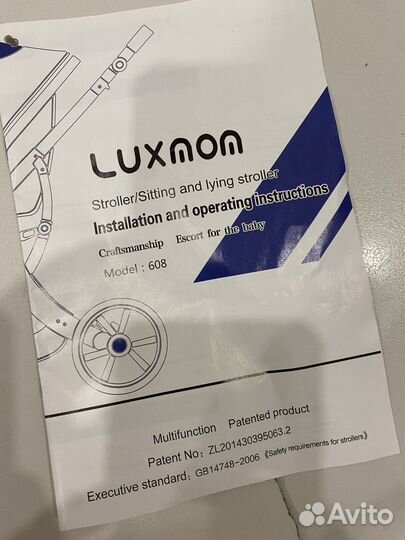 LUXMOM
Stroller/Sitting and lying stroller
Installation and operating instructions
Craftsmanship Escort for the baby
Model : 608
Multifunction Patented product
Patent No: ZL201430395063.2
Executive standard: GB14748-2006 《Safety requirements for strollers》
Avito